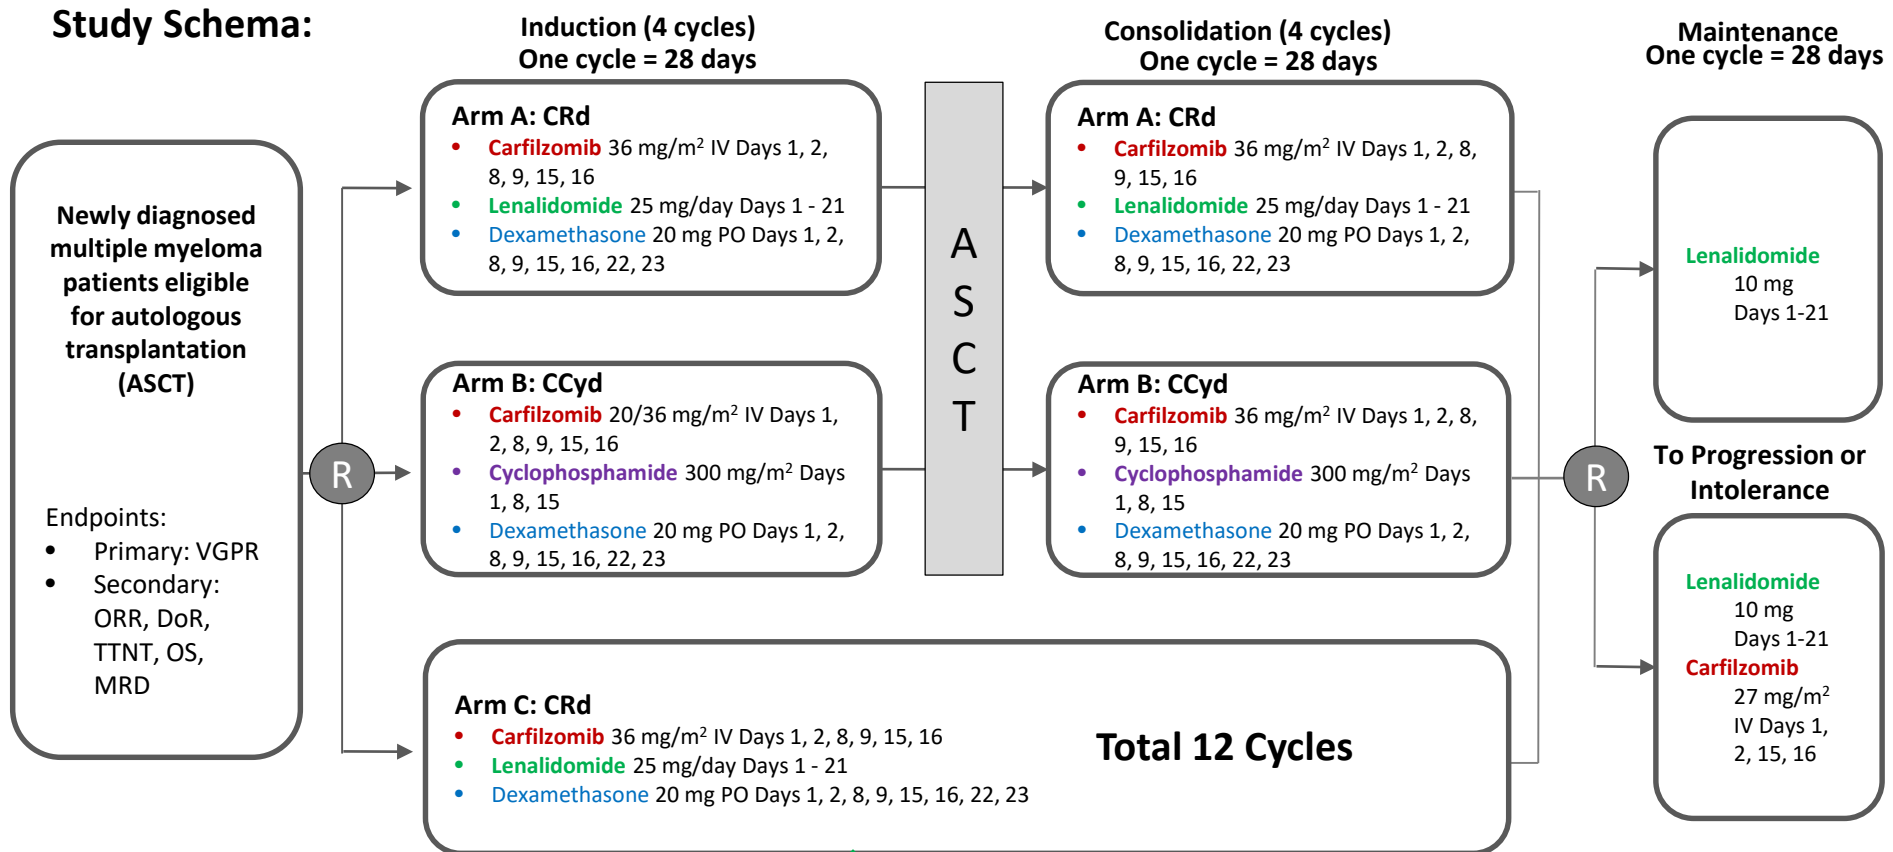 Study Schema:
Induction (4 cycles)
One cycle = 28 days
Consolidation (4 cycles)
One cycle = 28 days
Maintenance
One cycle = 28 days
Newly diagnosed
multiple myeloma
patients eligible
for autologous
transplantation
(ASCT)
Endpoints:
• Primary: VGPR
• Secondary:
ORR, DoR,
TTNT, OS,
MRD
R
Arm A: CRd
• Carfilzomib 36 mg/m² IV Days 1, 2,
8, 9, 15, 16
• Lenalidomide 25 mg/day Days 1 - 21
• Dexamethasone 20 mg PO Days 1, 2,
8, 9, 15, 16, 22, 23
Arm B: CCyd
• Carfilzomib 20/36 mg/m² IV Days 1,
2, 8, 9, 15, 16
• Cyclophosphamide 300 mg/m² Days
1, 8, 15
• Dexamethasone 20 mg PO Days 1, 2,
8, 9, 15, 16, 22, 23
A
S
C
T
Arm A: CRd
• Carfilzomib 36 mg/m² IV Days 1, 2, 8,
9, 15, 16
• Lenalidomide 25 mg/day Days 1 - 21
• Dexamethasone 20 mg PO Days 1, 2,
8, 9, 15, 16, 22, 23
Arm B: CCyd
• Carfilzomib 36 mg/m² IV Days 1, 2, 8,
9, 15, 16
• Cyclophosphamide 300 mg/m² Days
1, 8, 15
• Dexamethasone 20 mg PO Days 1, 2,
8, 9, 15, 16, 22, 23
Arm C: CRd
• Carfilzomib 36 mg/m² IV Days 1, 2, 8, 9, 15, 16
• Lenalidomide 25 mg/day Days 1 - 21
• Dexamethasone 20 mg PO Days 1, 2, 8, 9, 15, 16, 22, 23
Total 12 Cycles
R
Lenalidomide
10 mg
Days 1-21
To Progression or
Intolerance
Lenalidomide
10 mg
Days 1-21
Carfilzomib
27 mg/m²
IV Days 1,
2, 15, 16